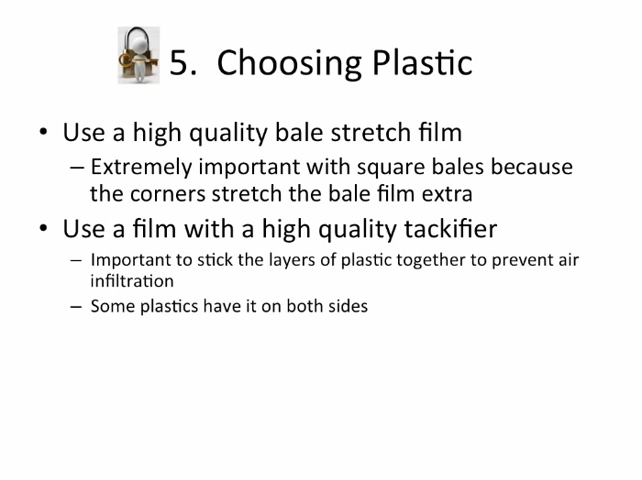 5. Choosing Plastic
• Use a high quality bale stretch film
– Extremely important with square bales because
the corners stretch the bale film extra
• Use a film with a high quality tackifier
– Important to stick the layers of plastic together to prevent air
infiltration
– Some plastics have it on both sides